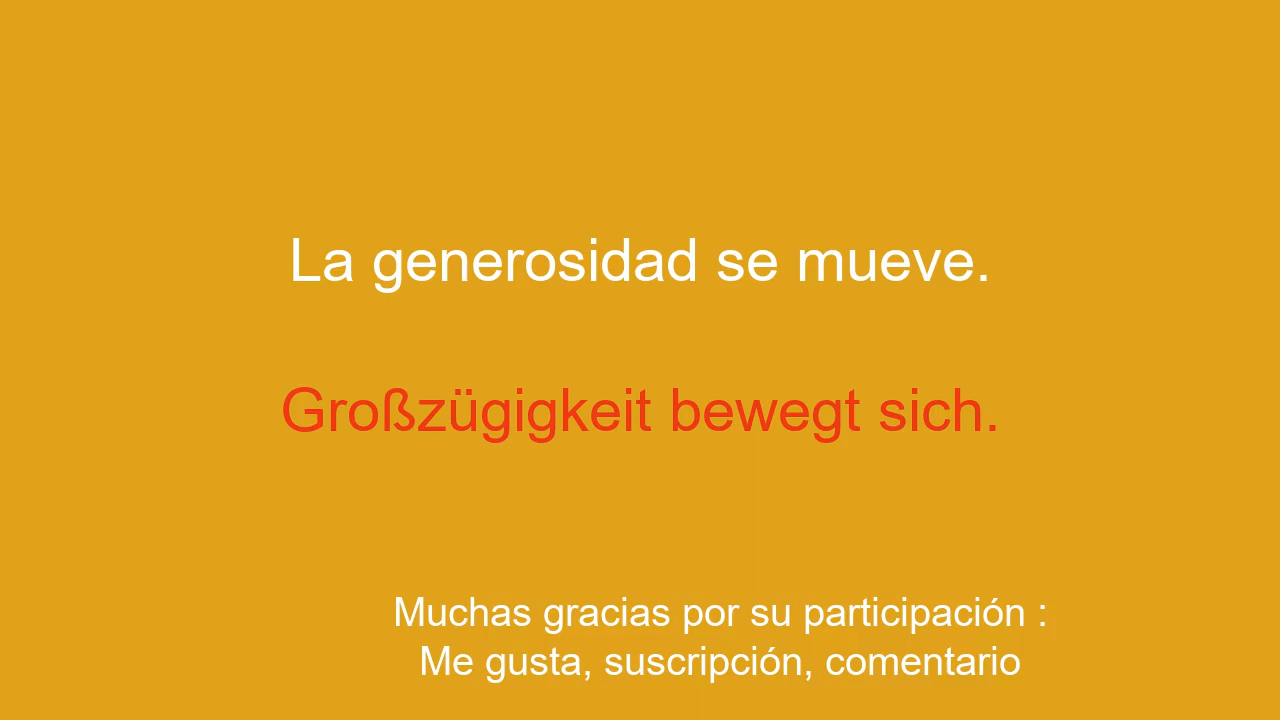 La generosidad se mueve.
Großzügigkeit bewegt sich.
Muchas gracias por su participación :
Me gusta, suscripción, comentario